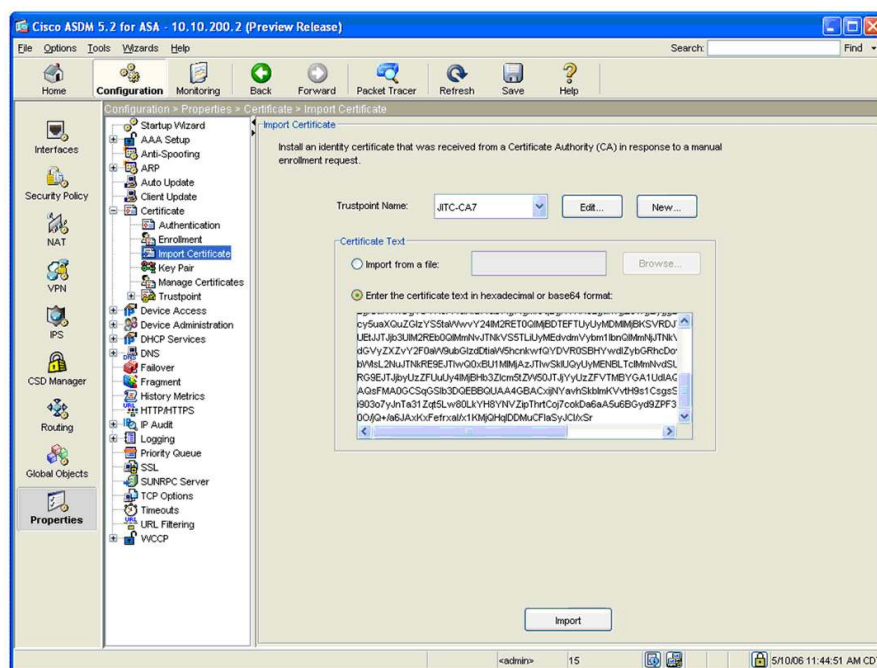 Cisco ASDM 5.2 for ASA - 10.10.200.2 (Preview Release)
File Options Tools Wizards Help Search: Find
Home Configuration Monitoring Back Forward Packet Tracer Refresh Save Help
Configuration > Properties > Certificate > Import Certificate
Interfaces
Security Policy
NAT
VPN
IPS
CSD Manager
Routing
Global Objects
Properties
Startup Wizard
AAA Setup
Anti-Spoofing
ARP
Auto Update
Client Update
Certificate
Authentication
Enrollment
Import Certificate
Key Pair
Manage Certificates
Trustpoint
Device Access
Device Administration
DHCP Services
DNS
Failover
Fragment
History Metrics
HTTP/HTTPS
IP Audit
Logging
Priority Queue
SSL
SUNRPC Server
TCP Options
Timeouts
URL Filtering
WCCP
Import Certificate
Install an identity certificate that was received from a Certificate Authority (CA) in response to a manual
enrollment request.
Trustpoint Name: JITC-CA7 Edit... New...
Certificate Text
Import from a file: Browse...
Enter the certificate text in hexadecimal or base64 format:
Import
<admin> 15 5/10/06 11:44:51 AM CD